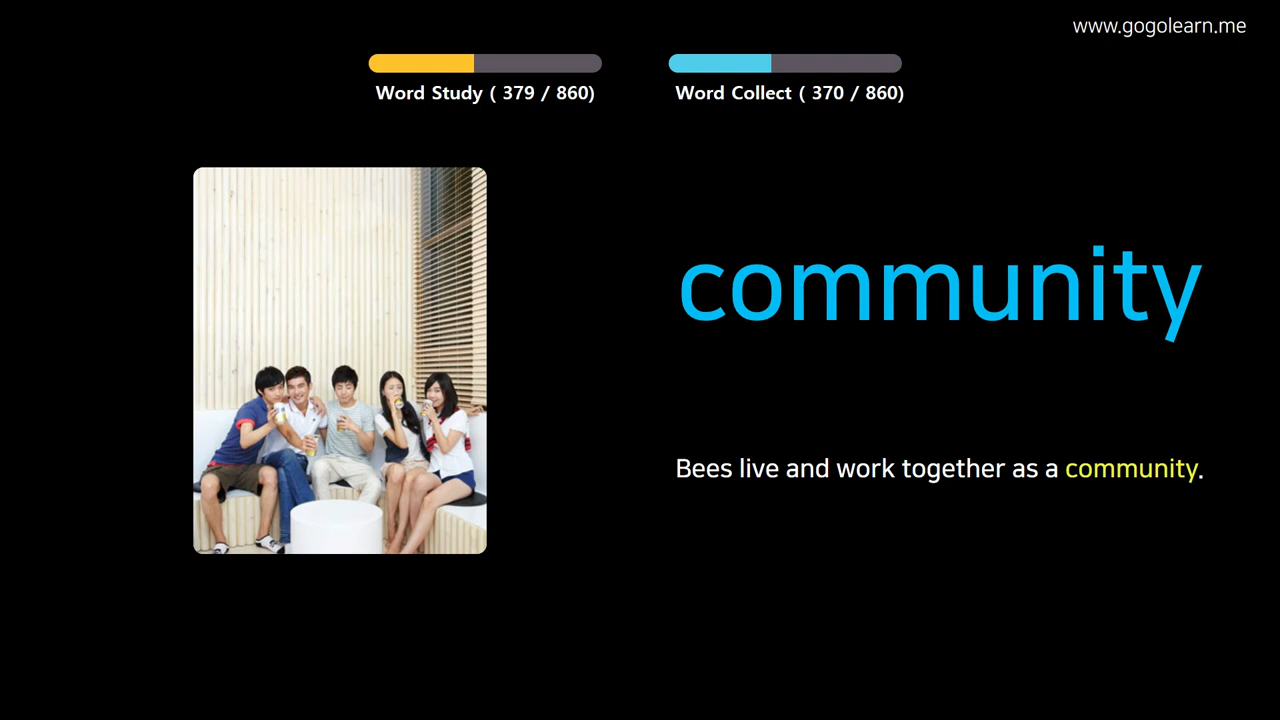 www.gogolearn.me
Word Study ( 379 / 860)
Word Collect ( 370 / 860)
community
Bees live and work together as a community.